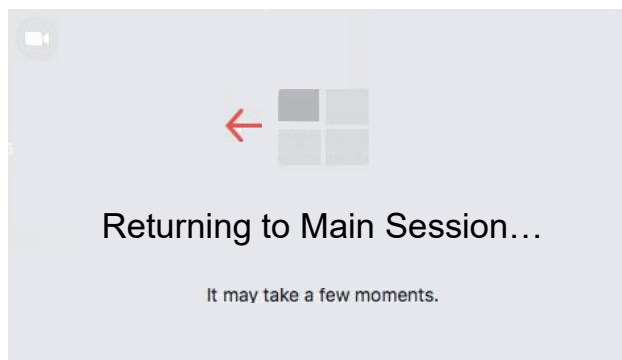 Returning to Main Session…
It may take a few moments.